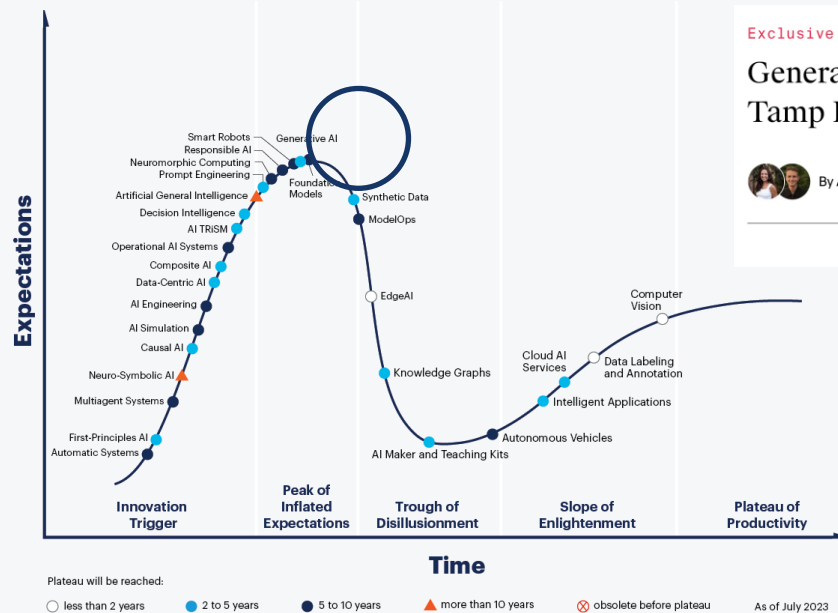 Exclusive
Genera
Tamp
By
Expectations
Smart Robots
Generative AI
Responsible AI
Neuromorphic Computing
Prompt Engineering
Foundatio
Models
Artificial General Intelligence
Synthetic Data
Decision Intelligence
ModelOps
AI TRiSM
Operational AI Systems
Composite AI
Data-Centric AI
EdgeAI
Computer
Vision
AI Engineering
AI Simulation
Causal AI
Cloud AI
Services
Data Labeling
and Annotation
Neuro-Symbolic AI
Knowledge Graphs
Multiagent Systems
Intelligent Applications
First-Principles AI
Autonomous Vehicles
Automatic Systems
AI Maker and Teaching Kits
Innovation
Trigger
Peak of
Inflated
Expectations
Trough of
Disillusionment
Slope of
Enlightenment
Plateau of
Productivity
Time
Plateau will be reached:
less than 2 years
2 to 5 years
5 to 10 years
more than 10 years
obsolete before plateau
As of July 2023